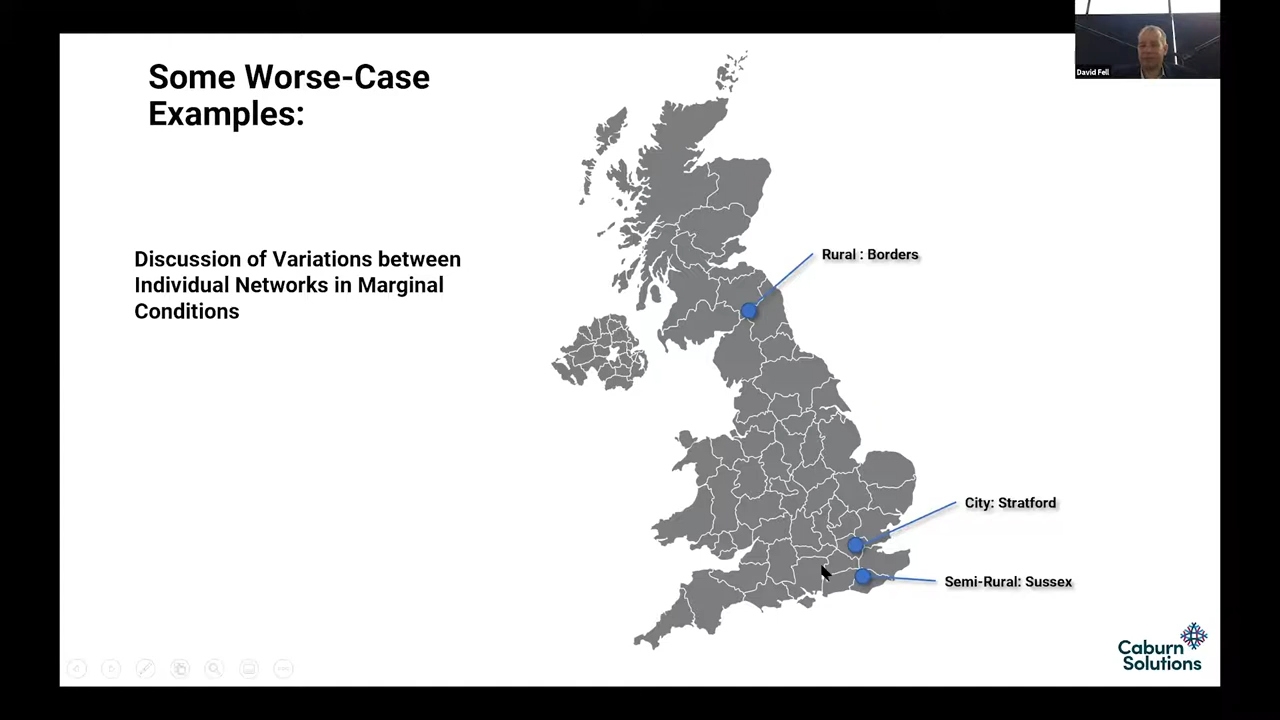 Some Worse-Case
Examples:
David Fell
Discussion of Variations between
Individual Networks in Marginal
Conditions
Rural : Borders
City: Stratford
Semi-Rural: Sussex
Caburn
Solutions